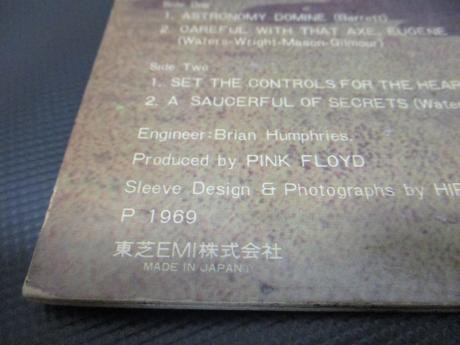 Side One
1. ASTRONOMY DOMINE (Barrett)
2. CAREFUL WITH THAT AXE, EUGENE
(Waters-Wright-Mason-Gilmour)
Side Two
1. SET THE CONTROLS FOR THE HEAR
2. A SAUCERFUL OF SECRETS (Water
Engineer:Brian Humphries.
Produced by PINK FLOYD
Sleeve Design & Photographs by HIP
P 1969
東芝EMI株式会社
MADE IN JAPAN